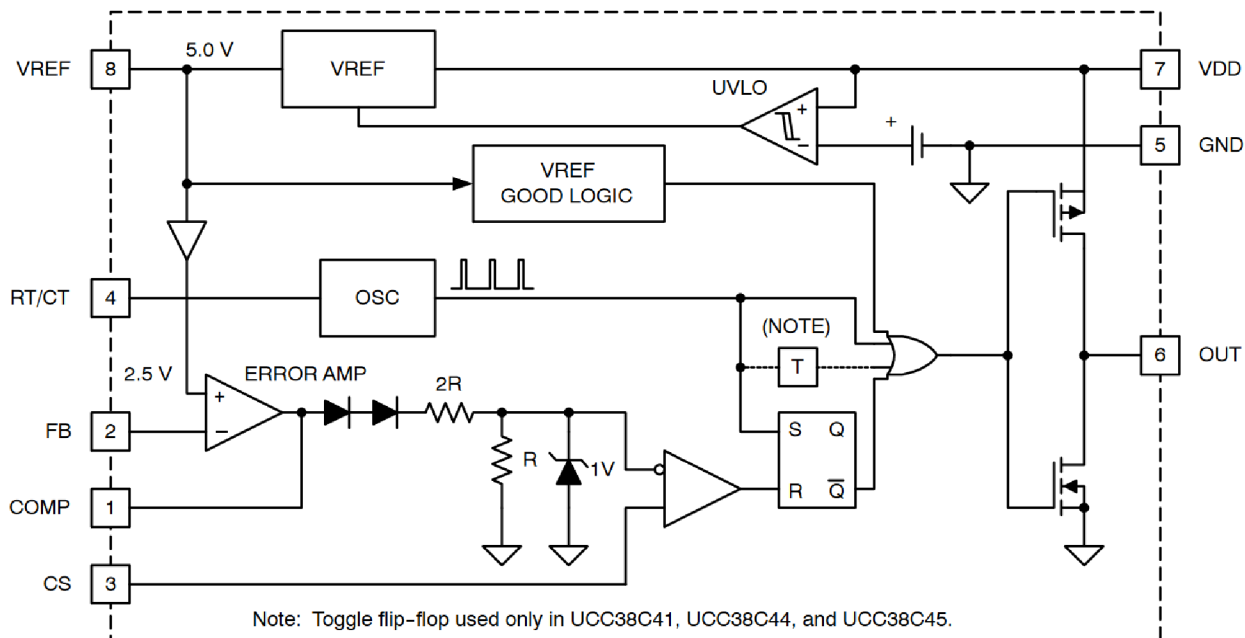 VREF 8 5.0 V VREF 7 VDD
UVLO
+
−
+
5 GND
VREF
GOOD LOGIC
RT/CT 4 OSC
(NOTE)
T
6 OUT
2.5 V ERROR AMP
2R
+
−
FB 2
R 1V
S Q
R Q̅
COMP 1
CS 3
Note: Toggle flip-flop used only in UCC38C41, UCC38C44, and UCC38C45.